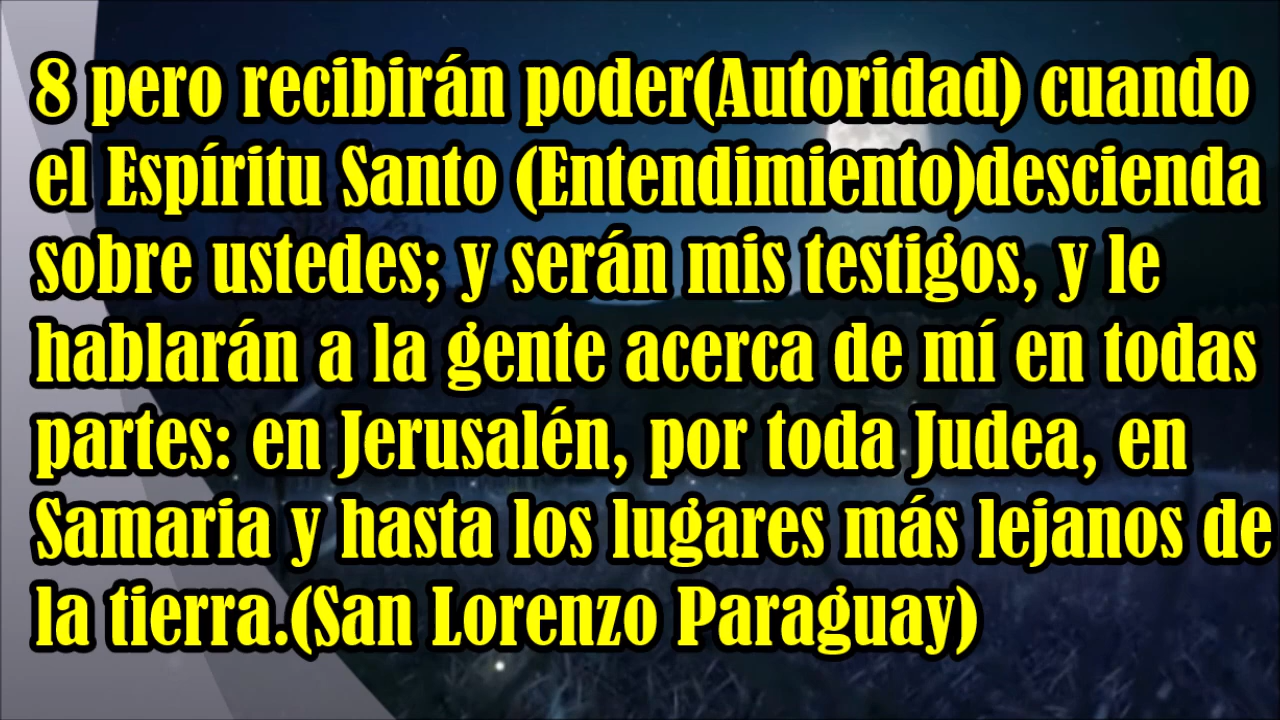 8 pero recibirán poder(Autoridad) cuando
el Espíritu Santo (Entendimiento)descienda
sobre ustedes; y serán mis testigos, y le
hablarán a la gente acerca de mí en todas
partes: en Jerusalén, por toda Judea, en
Samaria y hasta los lugares más lejanos de
la tierra.(San Lorenzo Paraguay)